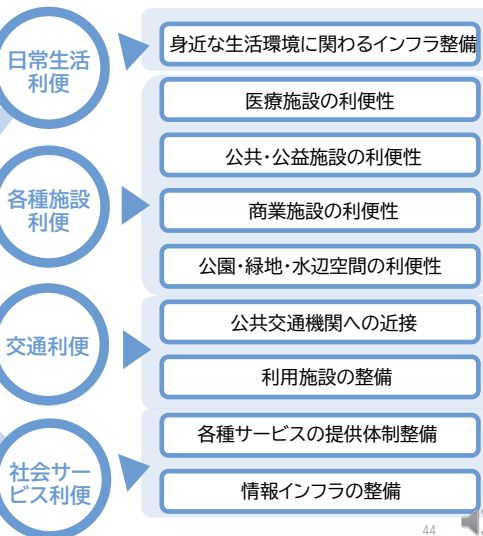 日常生活
利便
身近な生活環境に関わるインフラ整備
医療施設の利便性
公共・公益施設の利便性
各種施設
利便
商業施設の利便性
公園・緑地・水辺空間の利便性
公共交通機関への近接
交通利便
利用施設の整備
各種サービスの提供体制整備
社会サー
ビス利便
情報インフラの整備
44